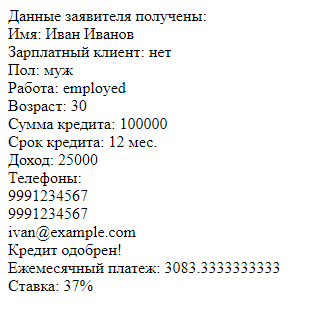 Данные заявителя получены:
Имя: Иван Иванов
Зарплатный клиент: нет
Пол: муж
Работа: employed
Возраст: 30
Сумма кредита: 100000
Срок кредита: 12 мес.
Доход: 25000
Телефоны:
9991234567
9991234567
ivan@example.com
Кредит одобрен!
Ежемесячный платеж: 3083.3333333333
Ставка: 37%